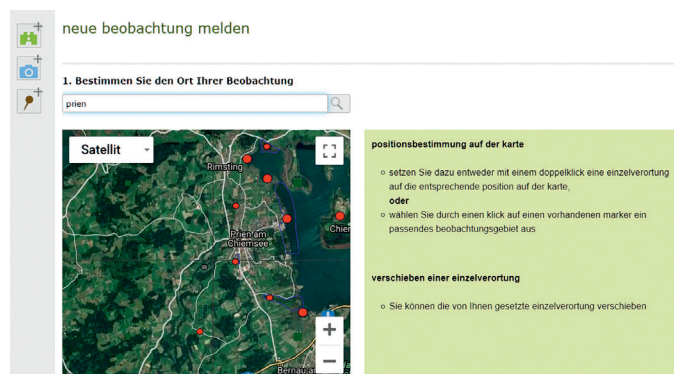 neue beobachtung melden
1. Bestimmen Sie den Ort Ihrer Beobachtung
prien
Satellit
Rimsting
Prien am
Chiemsee
Chier
Bernau am
+
−
positionsbestimmung auf der karte
setzen Sie dazu entweder mit einem doppelklick eine einzelverortung
auf die entsprechende position auf der karte,
oder
wählen Sie durch einen klick auf einen vorhandenen marker ein
passendes beobachtungsgebiet aus
verschieben einer einzelverortung
Sie können die von Ihnen gesetzte einzelverortung verschieben